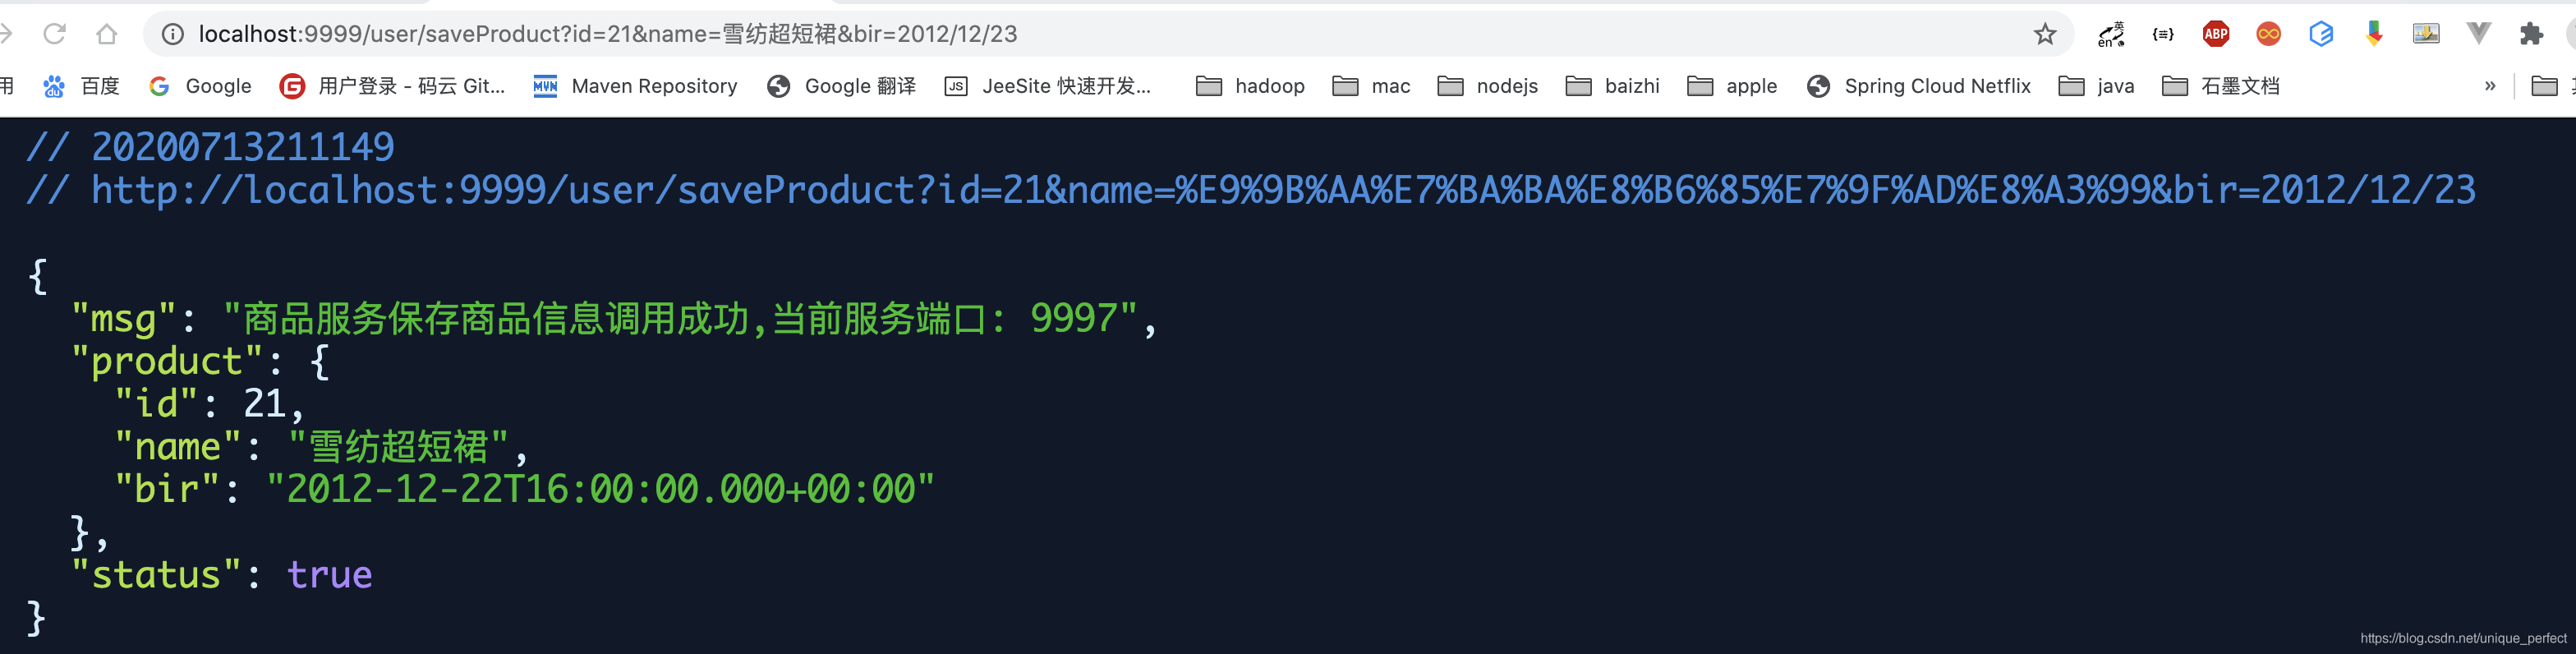 localhost:9999/user/saveProduct?id=21&name=雪纺超短裙&bir=2012/12/23
英
en
{≡}
ABP
用 百度 Google 用户登录 - 码云 Git... Maven Repository Google 翻译 JeeSite 快速开发... hadoop mac nodejs baizhi apple Spring Cloud Netflix java 石墨文档 »
// 20200713211149
// http://localhost:9999/user/saveProduct?id=21&name=%E9%9B%AA%E7%BA%BA%E8%B6%85%E7%9F%AD%E8%A3%99&bir=2012/12/23
{
"msg": "商品服务保存商品信息调用成功,当前服务端口: 9997",
"product": {
"id": 21,
"name": "雪纺超短裙",
"bir": "2012-12-22T16:00:00.000+00:00"
},
"status": true
}
https://blog.csdn.net/unique_perfect